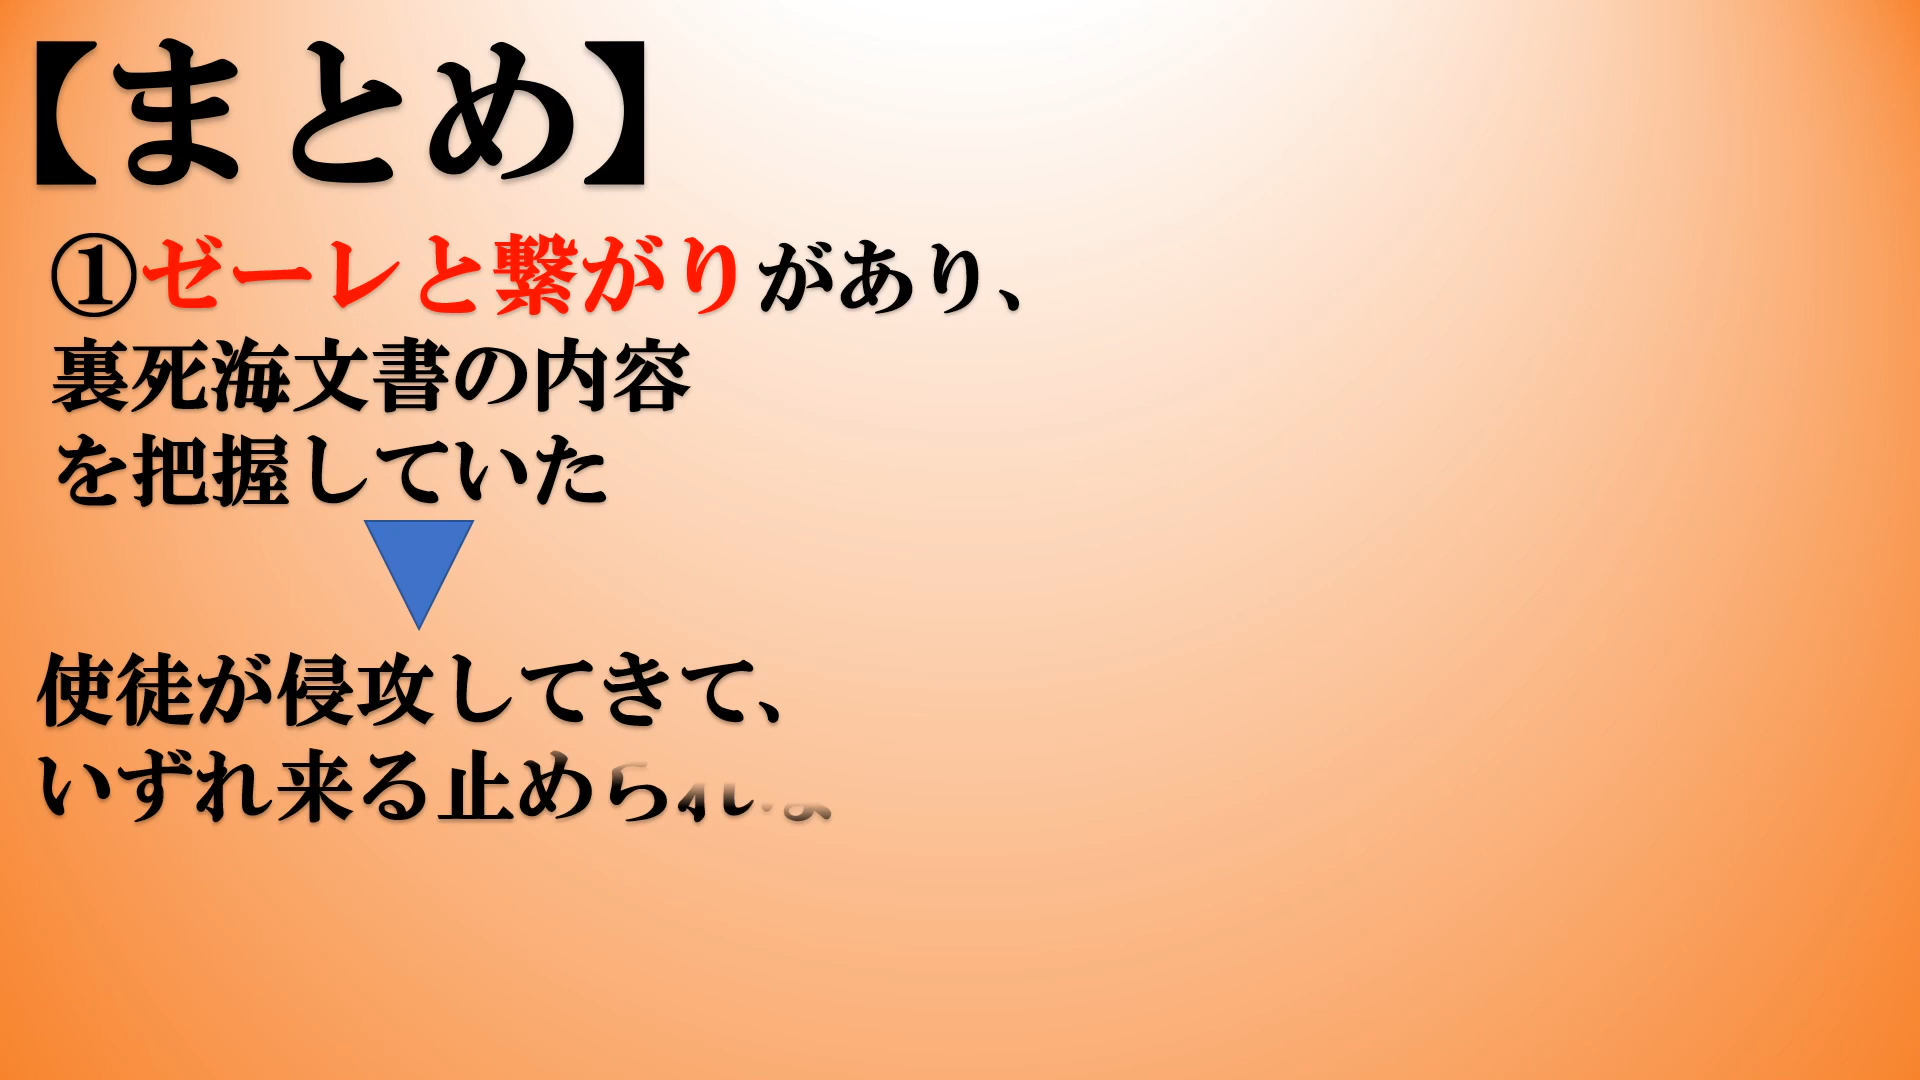 【まとめ】
①ゼーレと繋がりがあり、
裏死海文書の内容
を把握していた
使徒が侵攻してきて、
いずれ来る止められ